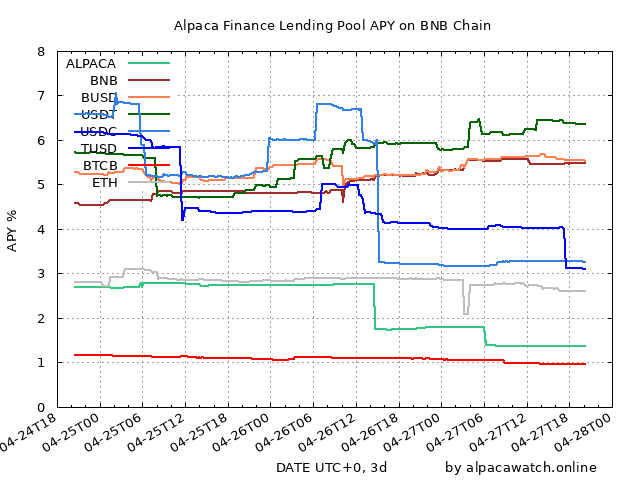 Alpaca Finance Lending Pool APY on BNB Chain
8
7
6
5
4
3
2
1
0
APY %
ALPACA
BNB
BUSD
USDT
USDC
TUSD
BTCB
ETH
04-24T18
04-25T00
04-25T06
04-25T12
04-25T18
04-26T00
04-26T06
04-26T12
04-26T18
04-27T00
04-27T06
04-27T12
04-27T18
04-28T00
DATE UTC+0, 3d
by alpacawatch.online